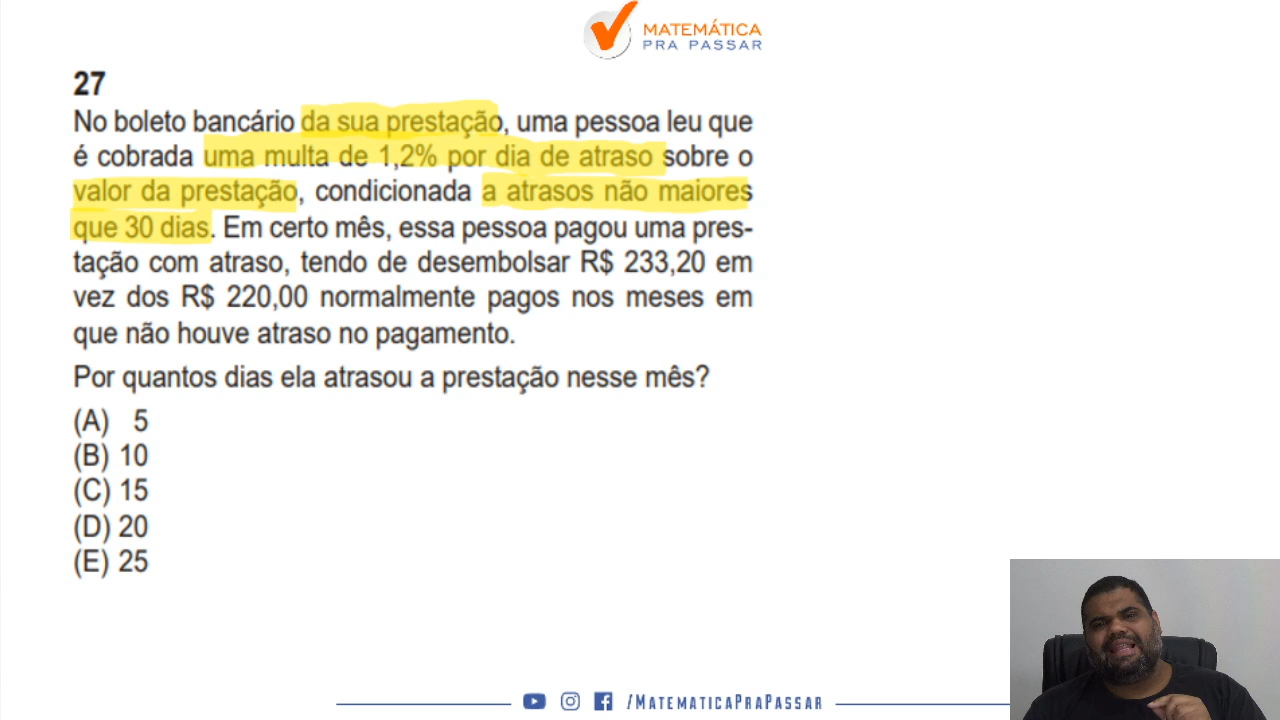 MATEMÁTICA
PRA PASSAR
27
No boleto bancário da sua prestação, uma pessoa leu que
é cobrada uma multa de 1,2% por dia de atraso sobre o
valor da prestação, condicionada a atrasos não maiores
que 30 dias. Em certo mês, essa pessoa pagou uma pres-
tação com atraso, tendo de desembolsar R$ 233,20 em
vez dos R$ 220,00 normalmente pagos nos meses em
que não houve atraso no pagamento.
Por quantos dias ela atrasou a prestação nesse mês?
(A) 5
(B) 10
(C) 15
(D) 20
(E) 25
/MATEMATICAPRAPASSAR